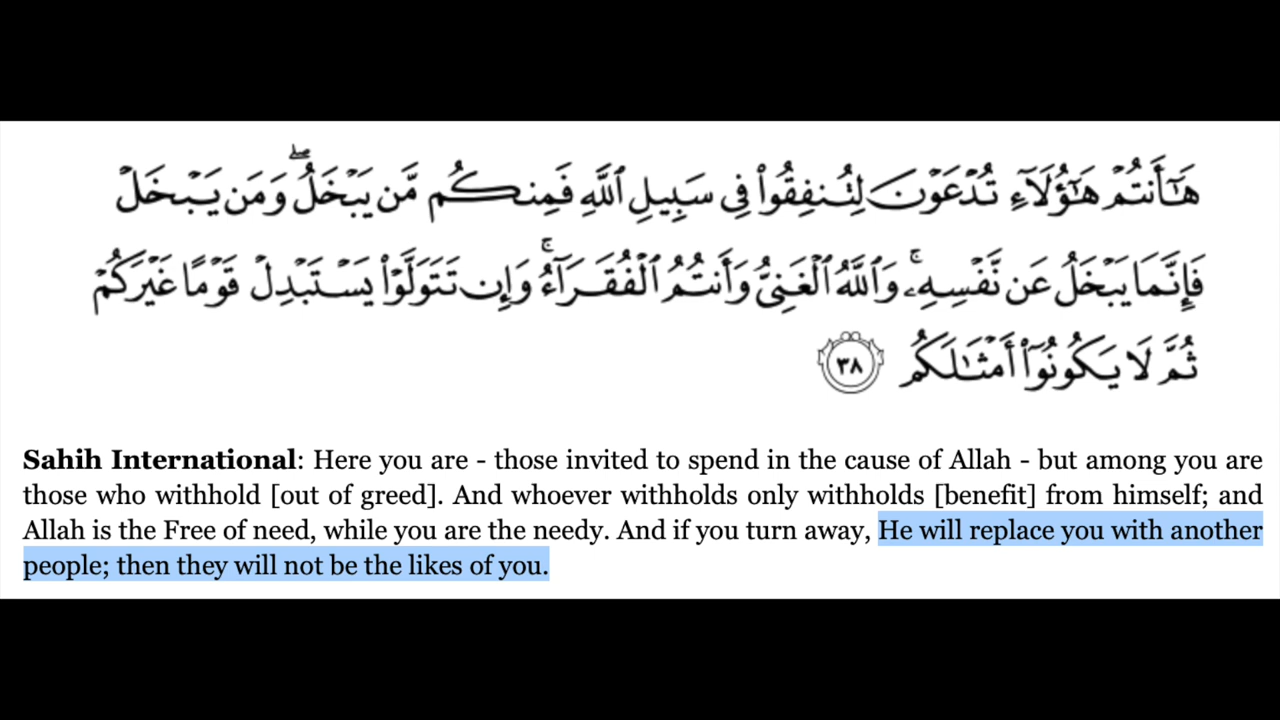 هَٰٓأَنتُمْ هَٰٓؤُلَآءِ تُدْعَوْنَ لِتُنفِقُوا۟ فِى سَبِيلِ ٱللَّهِ فَمِنكُم مَّن يَبْخَلُ ۖ وَمَن يَبْخَلْ
فَإِنَّمَا يَبْخَلُ عَن نَّفْسِهِۦ ۚ وَٱللَّهُ ٱلْغَنِىُّ وَأَنتُمُ ٱلْفُقَرَآءُ ۚ وَإِن تَتَوَلَّوْا۟ يَسْتَبْدِلْ قَوْمًا غَيْرَكُمْ
ثُمَّ لَا يَكُونُوٓا۟ أَمْثَٰلَكُم ٣٨
Sahih International: Here you are - those invited to spend in the cause of Allah - but among you are
those who withhold [out of greed]. And whoever withholds only withholds [benefit] from himself; and
Allah is the Free of need, while you are the needy. And if you turn away, He will replace you with another
people; then they will not be the likes of you.